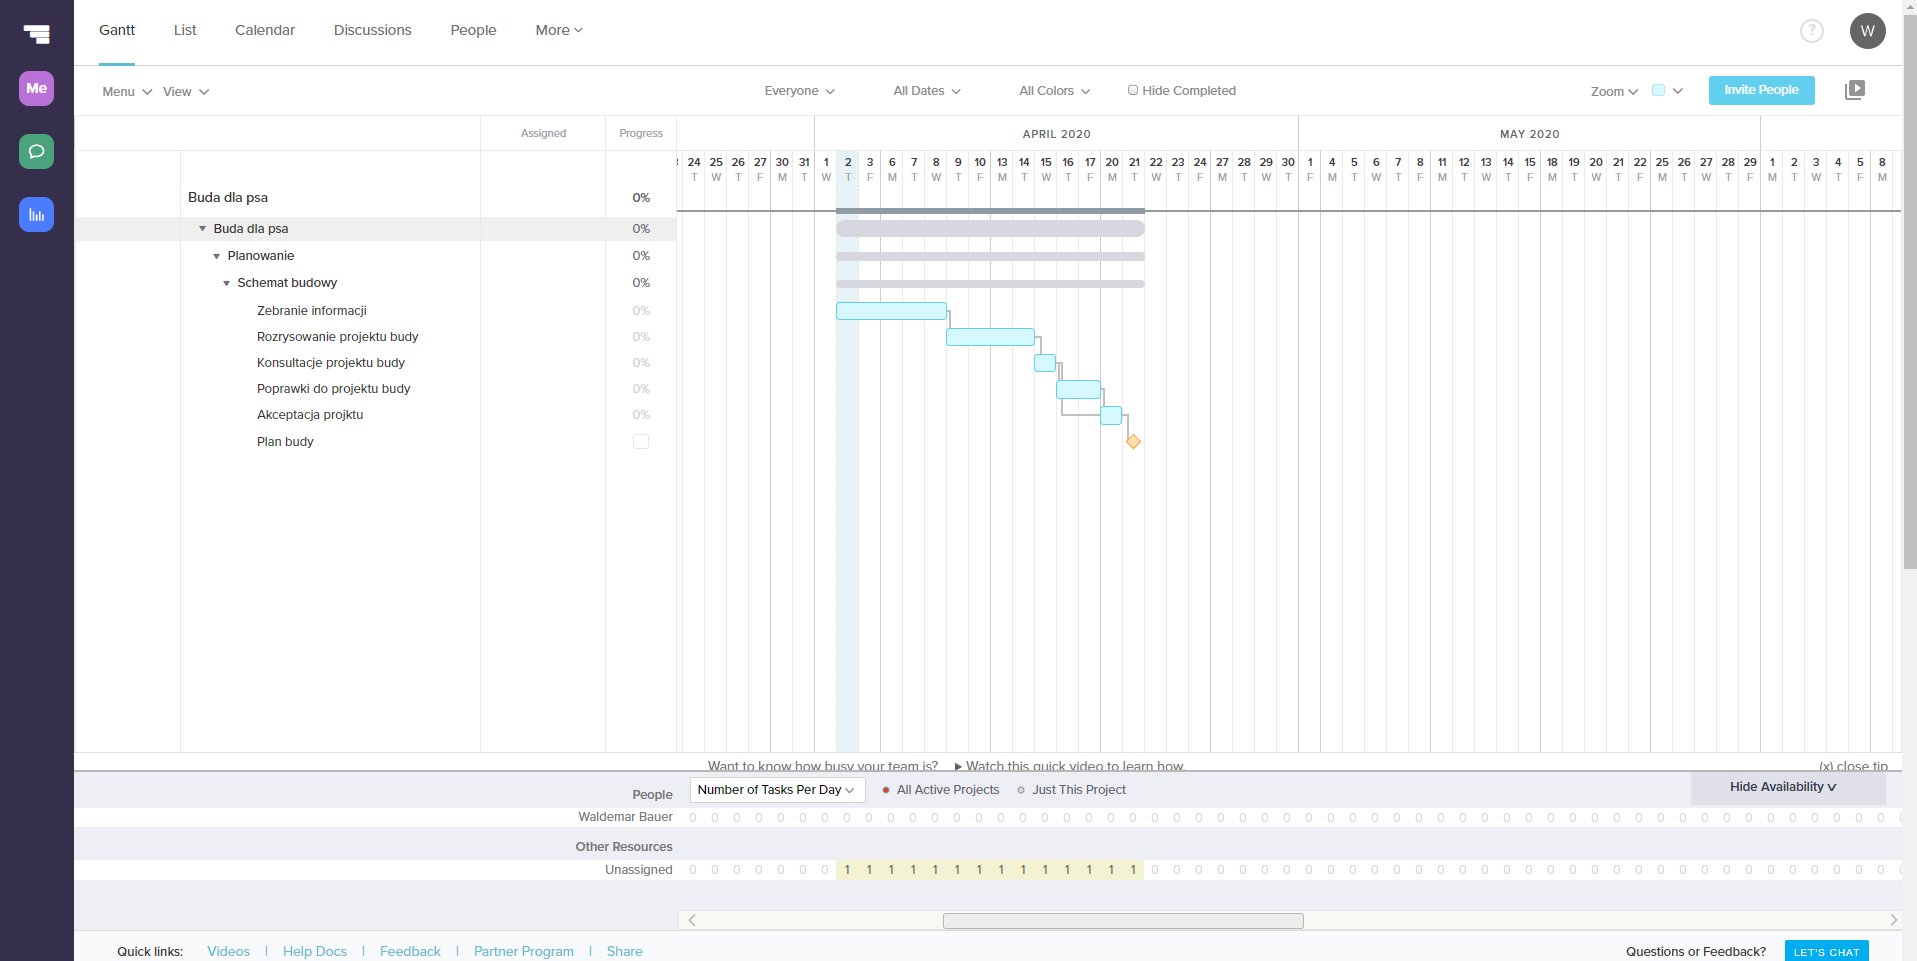 Gantt List Calendar Discussions People More ? W
Me
Menu View Everyone All Dates All Colors Hide Completed Zoom Invite People
Assigned Progress APRIL 2020 MAY 2020
24 25 26 27 30 31 1 2 3 6 7 8 9 10 13 14 15 16 17 20 21 22 23 24 27 28 29 30 1 4 5 6 7 8 11 12 13 14 15 18 19 20 21 22 25 26 27 28 29 1 2 3 4 5 8
T W T F M T W T F M T W T F M T W T F M T W T F M T W T F M T W T F M T W T F M T W T F M T W T F M T W T F M
Buda dla psa 0%
Buda dla psa 0%
Planowanie 0%
Schemat budowy 0%
Zebranie informacji 0%
Rozrysowanie projektu budy 0%
Konsultacje projektu budy 0%
Poprawki do projektu budy 0%
Akceptacja projktu 0%
Plan budy
Want to know how busy your team is? Watch this quick video to learn how. (x) close tip
People Number of Tasks Per Day All Active Projects Just This Project Hide Availability
Waldemar Bauer 0 0 0 0 0 0 0 0 0 0 0 0 0 0 0 0 0 0 0 0 0 0 0 0 0 0 0 0 0 0 0 0 0 0 0 0 0 0 0 0 0 0 0 0 0 0 0 0 0 0 0 0 0 0 0
Other Resources
Unassigned 0 0 0 0 0 0 0 1 1 1 1 1 1 1 1 1 1 1 1 1 1 0 0 0 0 0 0 0 0 0 0 0 0 0 0 0 0 0 0 0 0 0 0 0 0 0 0 0 0 0 0 0 0 0 0
Quick links: Videos | Help Docs | Feedback | Partner Program | Share Questions or Feedback? LET'S CHAT